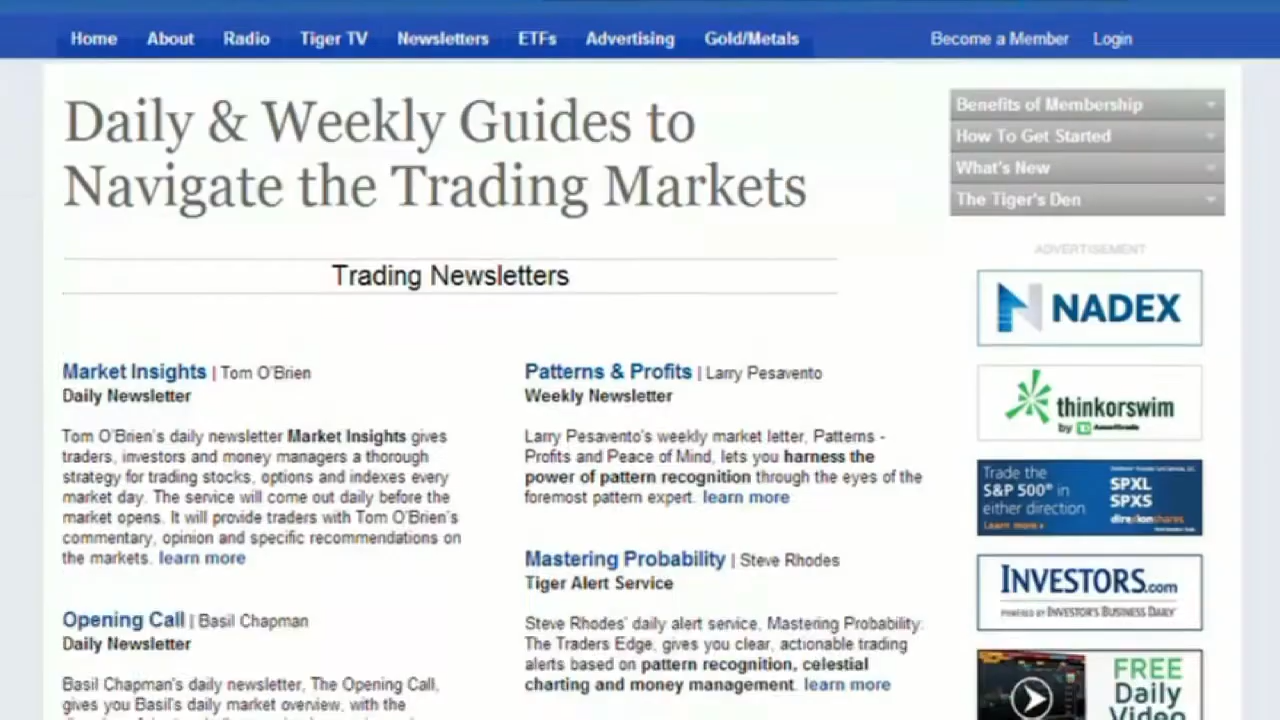 Home About Radio Tiger TV Newsletters ETFs Advertising Gold/Metals Become a Member Login
Daily & Weekly Guides to
Navigate the Trading Markets
Trading Newsletters
Market Insights | Tom O'Brien
Daily Newsletter
Tom O'Brien's daily newsletter Market Insights gives
traders, investors and money managers a thorough
strategy for trading stocks, options and indexes every
market day. The service will come out daily before the
market opens. It will provide traders with Tom O'Brien's
commentary, opinion and specific recommendations on
the markets. learn more
Opening Call | Basil Chapman
Daily Newsletter
Basil Chapman's daily newsletter, The Opening Call,
gives you Basil's daily market overview, with the
Patterns & Profits | Larry Pesavento
Weekly Newsletter
Larry Pesavento's weekly market letter, Patterns -
Profits and Peace of Mind, lets you harness the
power of pattern recognition through the eyes of the
foremost pattern expert. learn more
Mastering Probability | Steve Rhodes
Tiger Alert Service
Steve Rhodes' daily alert service, Mastering Probability:
The Traders Edge, gives you clear, actionable trading
alerts based on pattern recognition, celestial
charting and money management. learn more
Benefits of Membership
How To Get Started
What's New
The Tiger's Den
ADVERTISEMENT
NADEX
thinkorswim
by TD Ameritrade
Trade the
S&P 500® in
either direction
Learn more »
SPXL
SPXS
direxionshares
INVESTORS.com
POWERED BY INVESTOR'S BUSINESS DAILY
FREE
Daily
Video